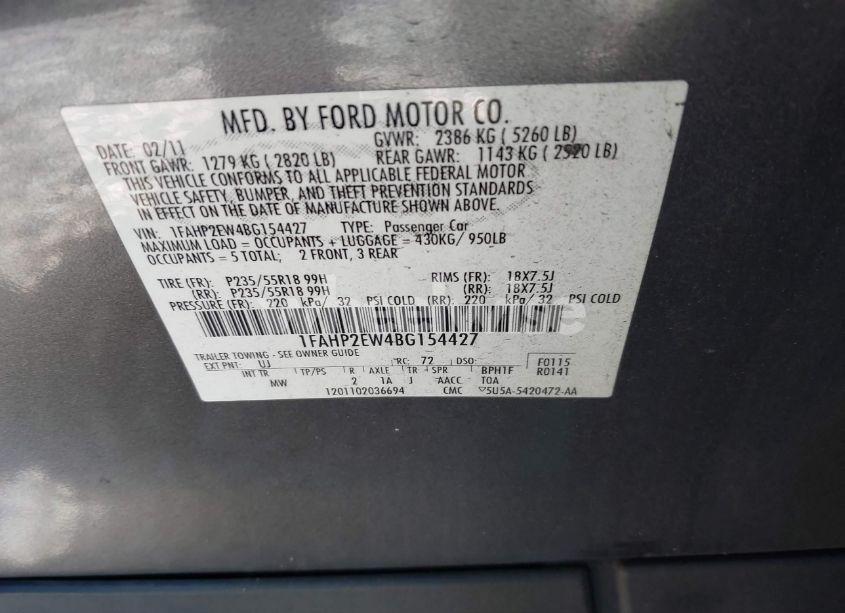 MFD. BY FORD MOTOR CO.
DATE: 02/11 GVWR: 2386 KG ( 5260 LB)
FRONT GAWR: 1279 KG ( 2820 LB) REAR GAWR: 1143 KG ( 2520 LB)
THIS VEHICLE CONFORMS TO ALL APPLICABLE FEDERAL MOTOR
VEHICLE SAFETY, BUMPER, AND THEFT PREVENTION STANDARDS
IN EFFECT ON THE DATE OF MANUFACTURE SHOWN ABOVE.
VIN: 1FAHP2EW4BG154427 TYPE: Passenger Car
MAXIMUM LOAD = OCCUPANTS + LUGGAGE = 430KG/ 950LB
OCCUPANTS = 5 TOTAL; 2 FRONT, 3 REAR
TIRE (FR): P235/55R18 99H RIMS (FR): 18X7.5J
(RR): P235/55R18 99H (RR): 18X7.5J
PRESSURE (FR): 220 kPa/ 32 PSI COLD (RR): 220 kPa/ 32 PSI COLD
1FAHP2EW4BG154427
TRAILER TOWING - SEE OWNER GUIDE
EXT PNT: UJ RC: 72 DSO: F0115
INT TR TP/PS R AXLE TR SPR BPH1F R0141
MW 2 1A J AACC TOA
1201102036694 CMC 5U5A-5420472-AA